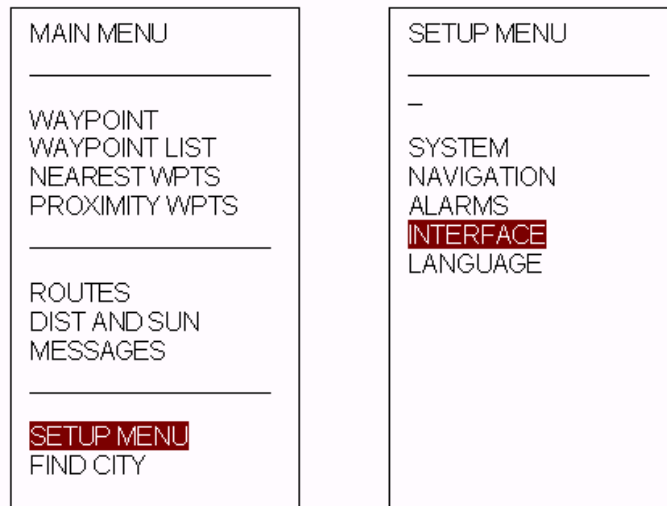 MAIN MENU
WAYPOINT
WAYPOINT LIST
NEAREST WPTS
PROXIMITY WPTS
ROUTES
DIST AND SUN
MESSAGES
SETUP MENU
FIND CITY
SETUP MENU
_
SYSTEM
NAVIGATION
ALARMS
INTERFACE
LANGUAGE